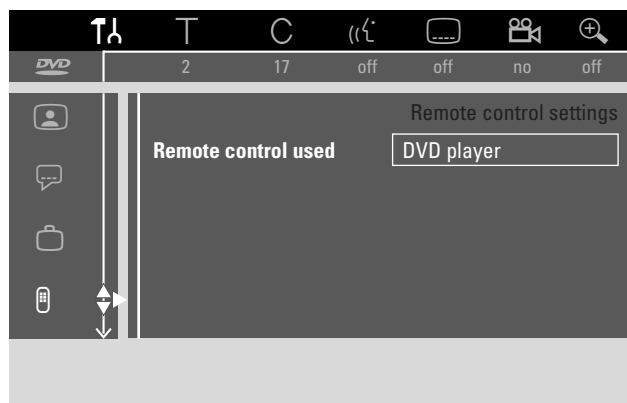 T C
DVD 2 17 off off no off
Remote control settings
Remote control used DVD player